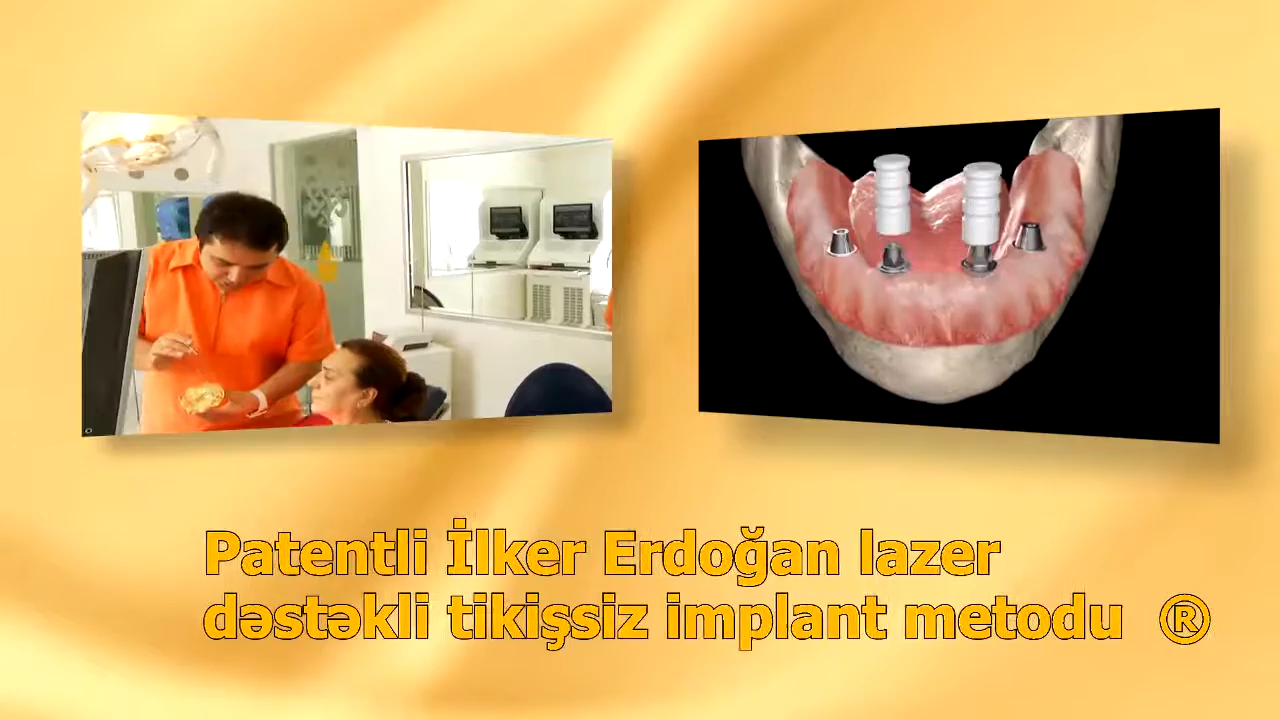 Patentli İlker Erdoğan lazer
dəstəkli tikişsiz implant metodu ®